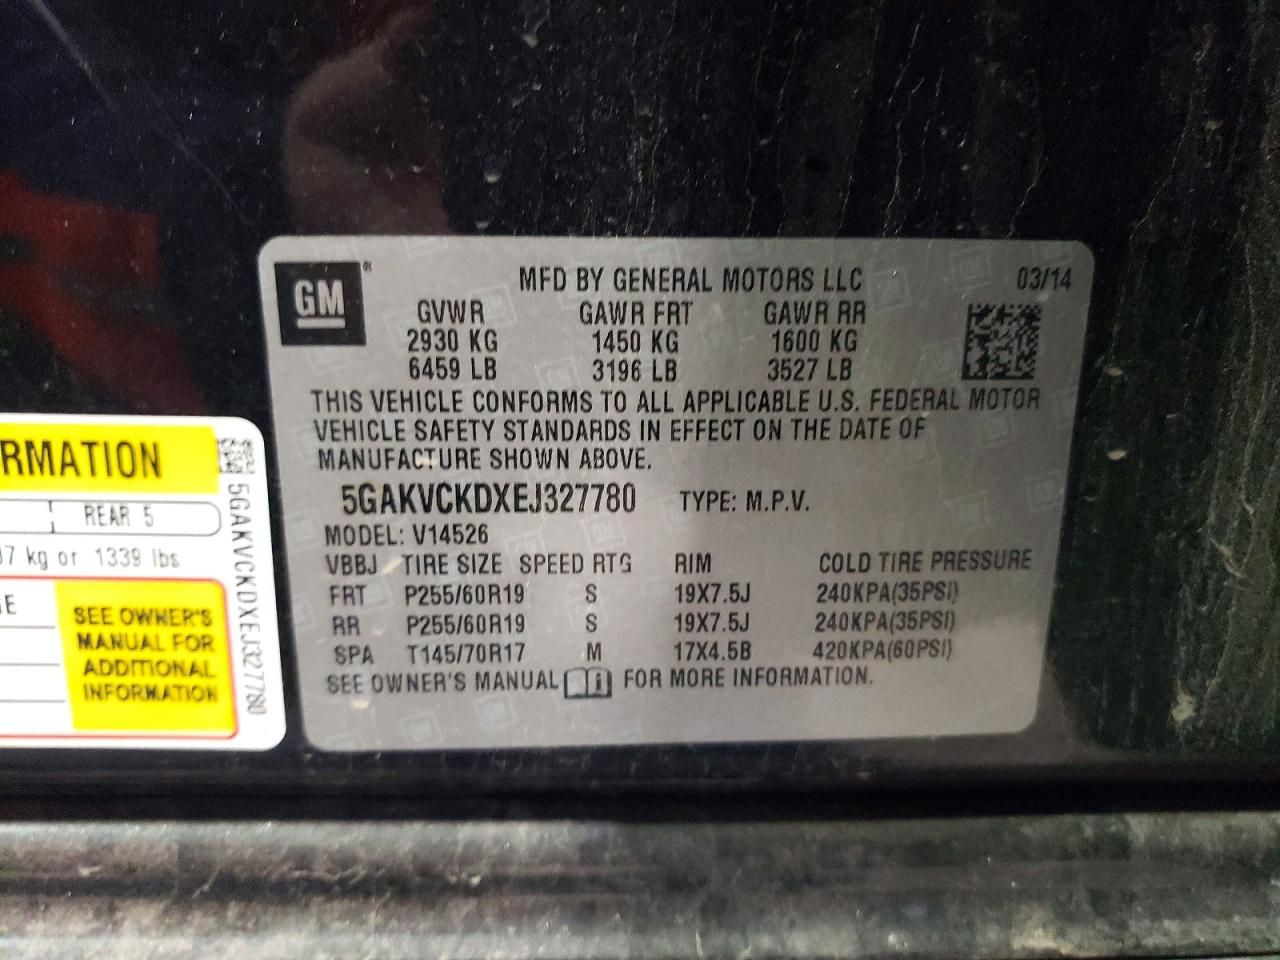 GM
MFD BY GENERAL MOTORS LLC 03/14
GVWR GAWR FRT GAWR RR
2930 KG 1450 KG 1600 KG
6459 LB 3196 LB 3527 LB
THIS VEHICLE CONFORMS TO ALL APPLICABLE U.S. FEDERAL MOTOR
VEHICLE SAFETY STANDARDS IN EFFECT ON THE DATE OF
MANUFACTURE SHOWN ABOVE.
5GAKVCKDXEJ327780 TYPE: M.P.V.
MODEL: V14526
VBBJ TIRE SIZE SPEED RTG RIM COLD TIRE PRESSURE
FRT P255/60R19 S 19X7.5J 240KPA(35PSI)
RR P255/60R19 S 19X7.5J 240KPA(35PSI)
SPA T145/70R17 M 17X4.5B 420KPA(60PSI)
SEE OWNER'S MANUAL i FOR MORE INFORMATION.
RMATION
REAR 5
kg or 1339 lbs
SEE OWNER'S
MANUAL FOR
ADDITIONAL
INFORMATION
5GAKVCKDXEJ327780